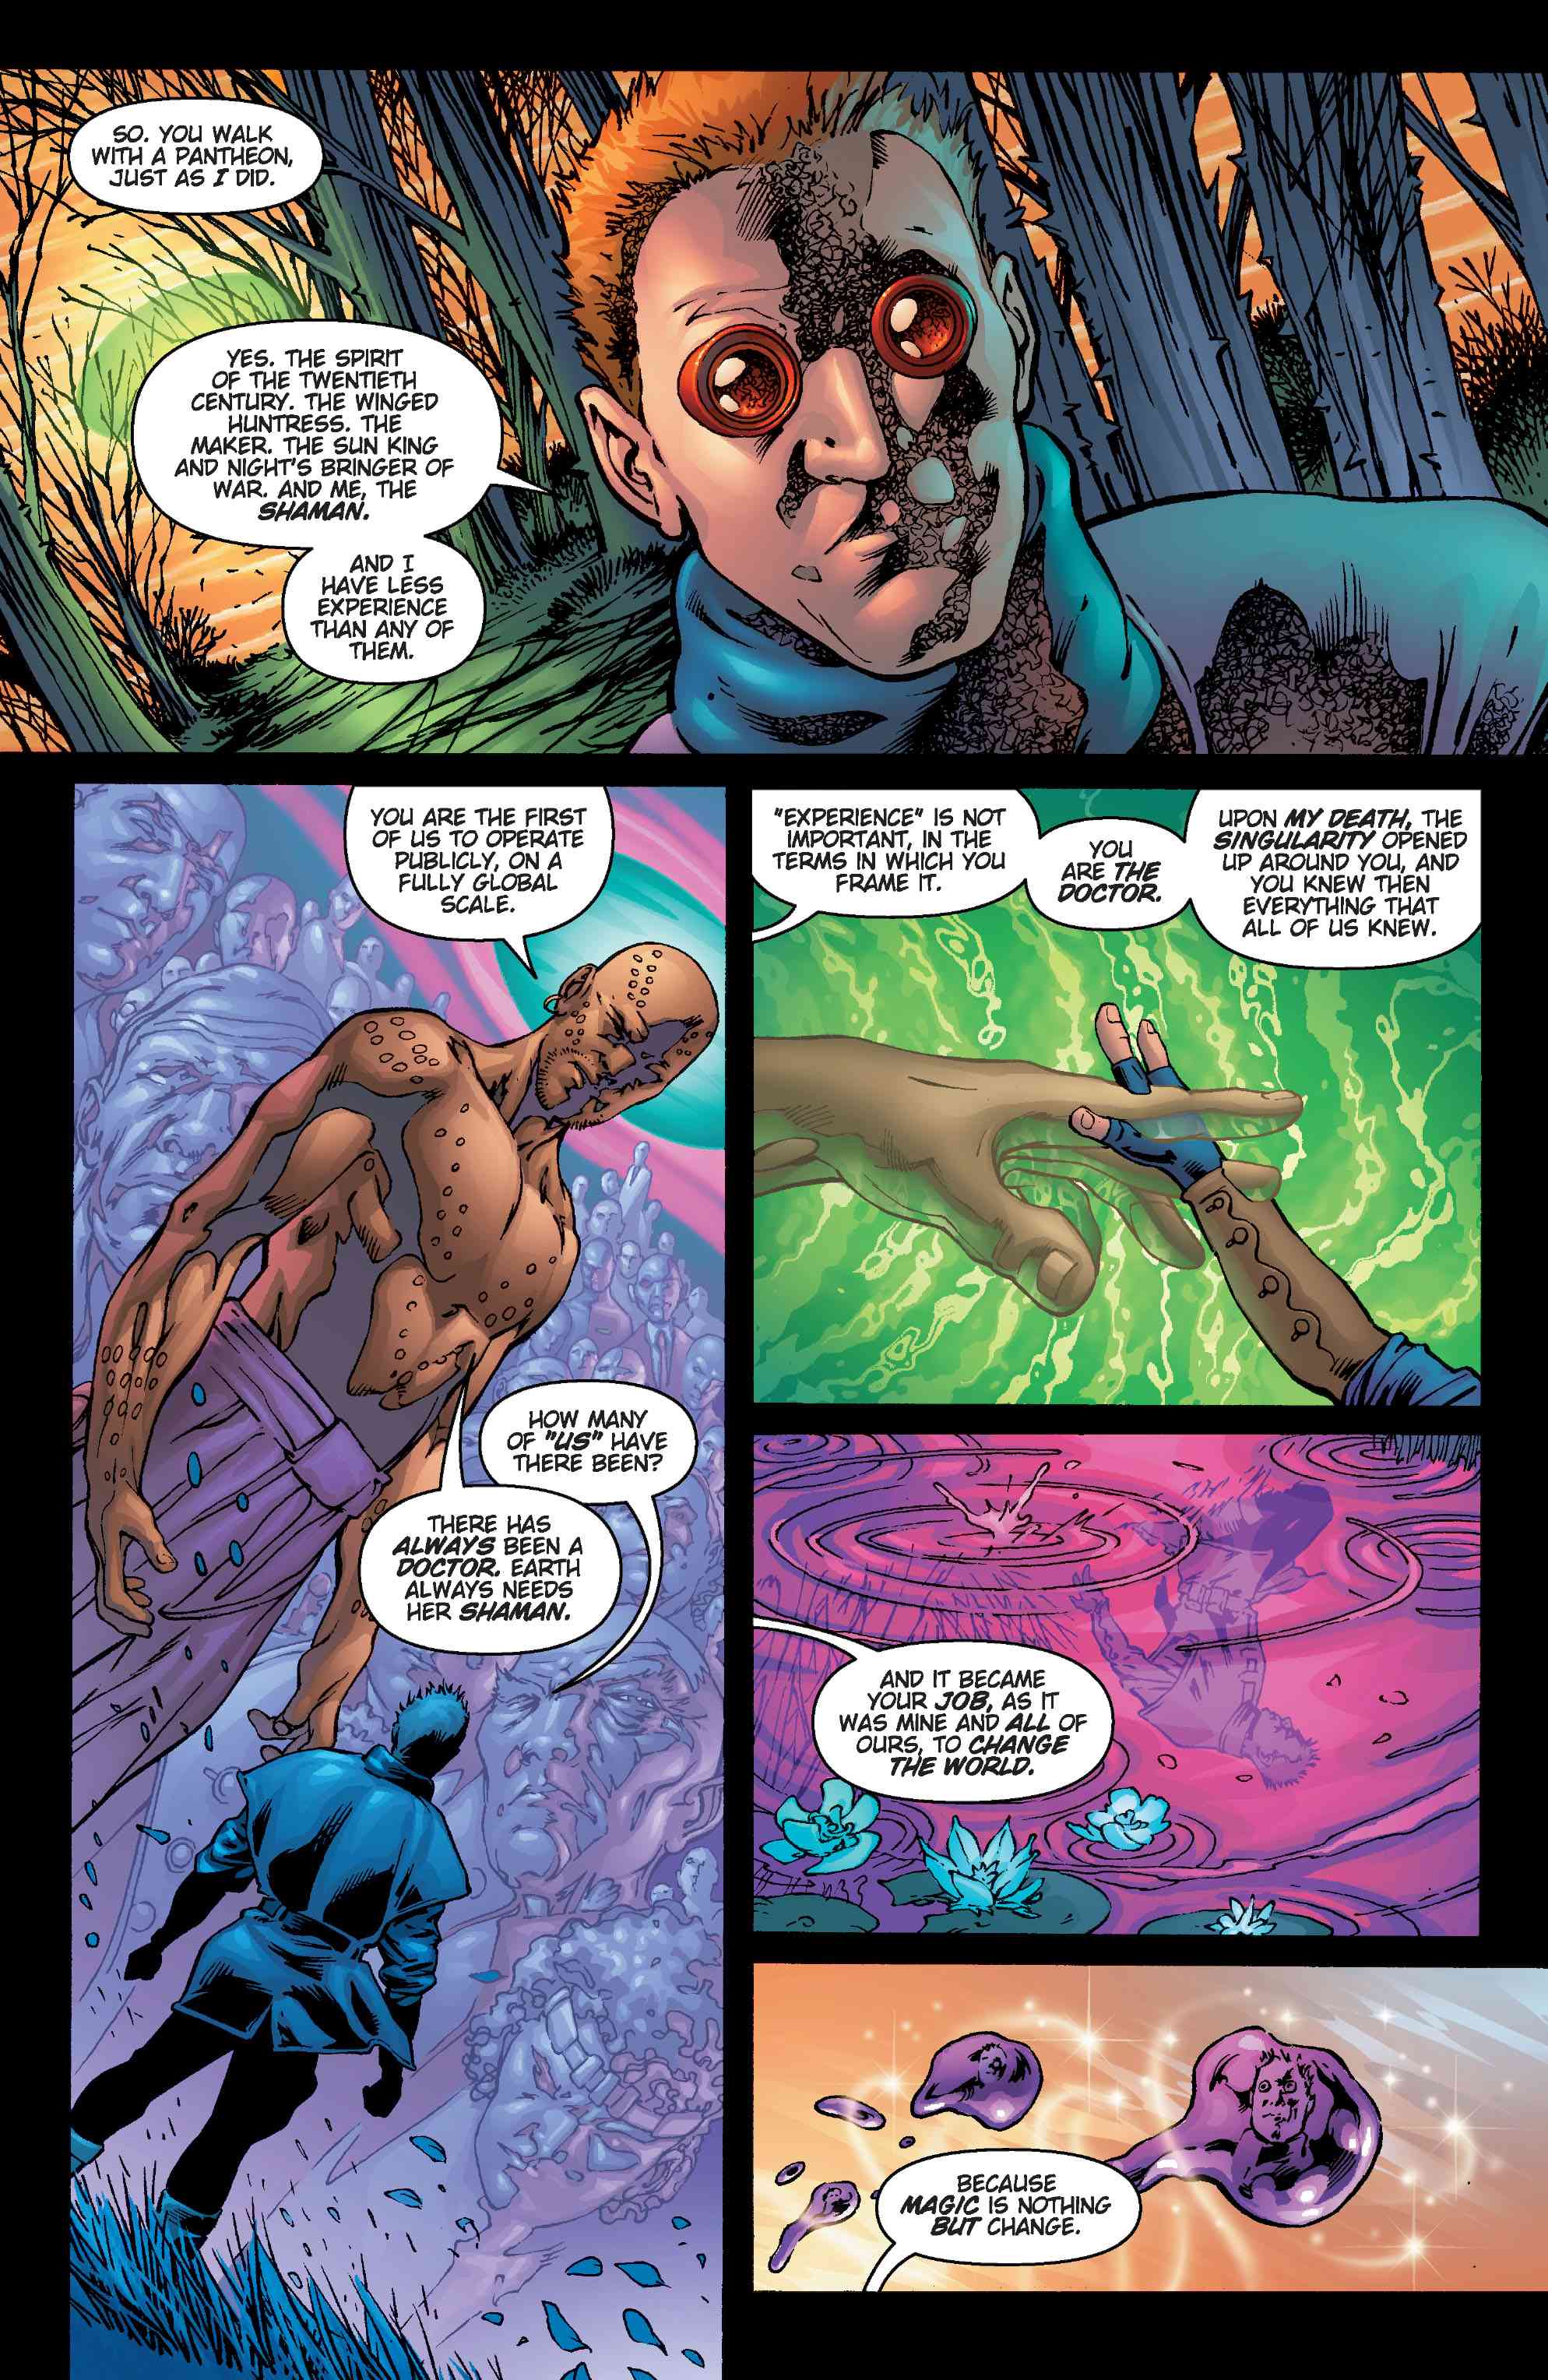 SO. YOU WALK
WITH A PANTHEON,
JUST AS I DID.
YES. THE SPIRIT
OF THE TWENTIETH
CENTURY. THE WINGED
HUNTRESS. THE
MAKER. THE SUN KING
AND NIGHT'S BRINGER OF
WAR. AND ME, THE
SHAMAN.
AND I
HAVE LESS
EXPERIENCE
THAN ANY OF
THEM.
YOU ARE THE FIRST
OF US TO OPERATE
PUBLICLY, ON A
FULLY GLOBAL
SCALE.
HOW MANY
OF "US" HAVE
THERE BEEN?
THERE HAS
ALWAYS BEEN A
DOCTOR. EARTH
ALWAYS NEEDS
HER SHAMAN.
"EXPERIENCE" IS NOT
IMPORTANT, IN THE
TERMS IN WHICH YOU
FRAME IT.
YOU
ARE THE
DOCTOR.
UPON MY DEATH, THE
SINGULARITY OPENED
UP AROUND YOU, AND
YOU KNEW THEN
EVERYTHING THAT
ALL OF US KNEW.
AND IT BECAME
YOUR JOB, AS IT
WAS MINE AND ALL OF
OURS, TO CHANGE
THE WORLD.
BECAUSE
MAGIC IS NOTHING
BUT CHANGE.